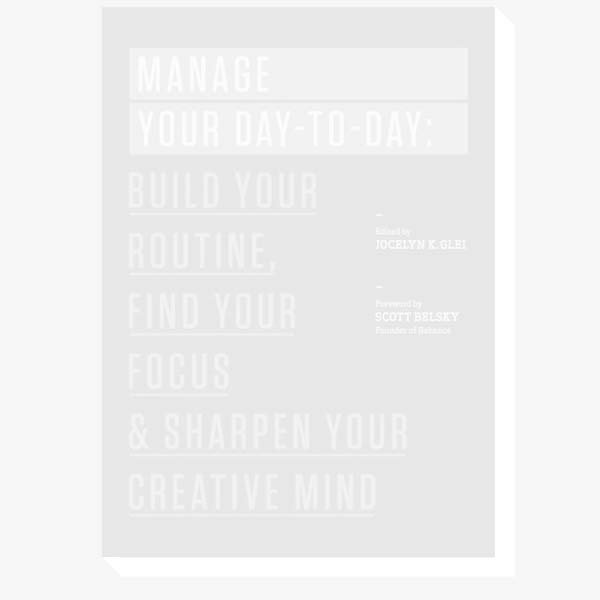 MANAGE
YOUR DAY-TO-DAY:
BUILD YOUR
ROUTINE,
FIND YOUR
FOCUS
& SHARPEN YOUR
CREATIVE MIND
–
Edited by
JOCELYN K. GLEI
–
Foreword by
SCOTT BELSKY
Founder of Behance